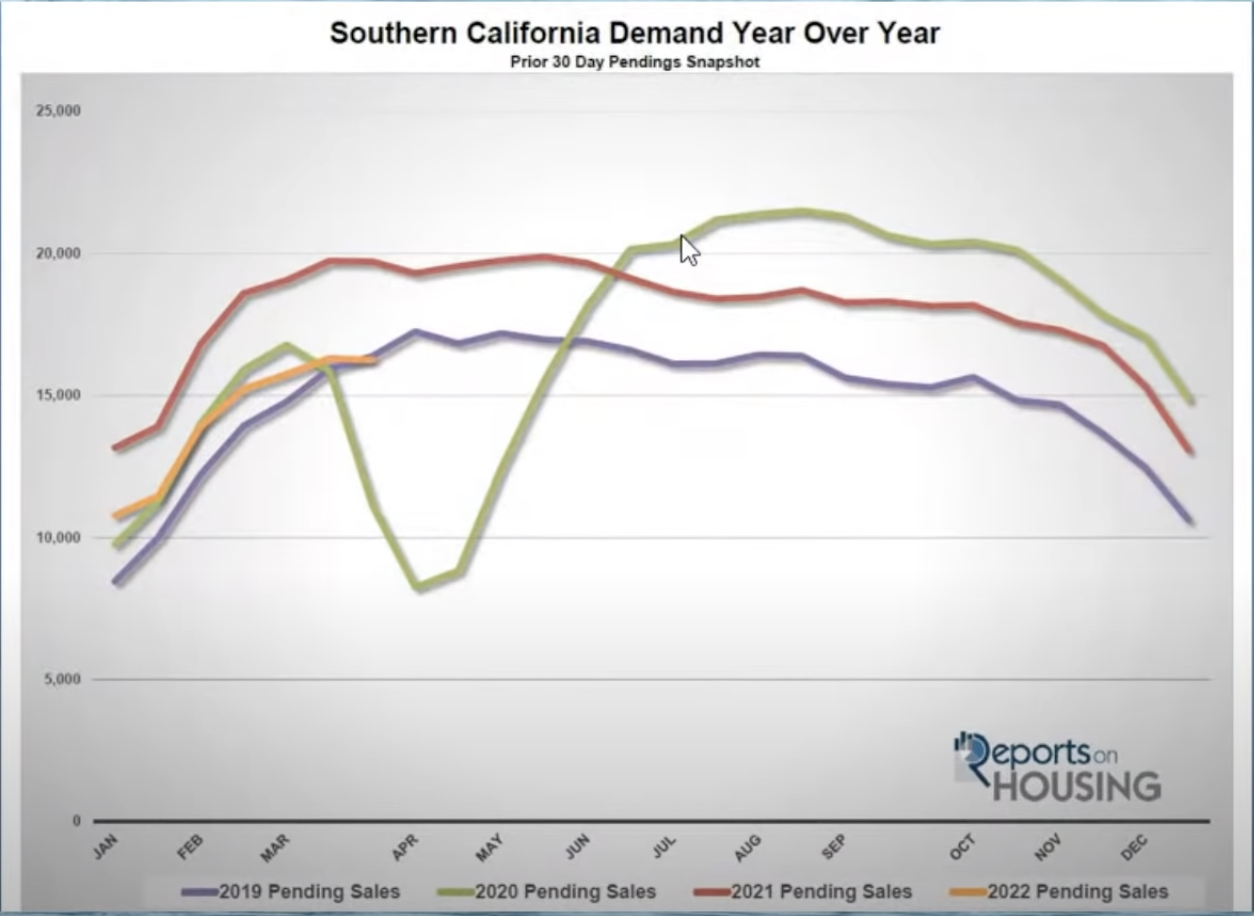 Southern California Demand Year Over Year
Prior 30 Day Pendings Snapshot
25,000
20,000
15,000
10,000
5,000
0
JAN FEB MAR APR MAY JUN JUL AUG SEP OCT NOV DEC
Reports on
HOUSING
2019 Pending Sales 2020 Pending Sales 2021 Pending Sales 2022 Pending Sales